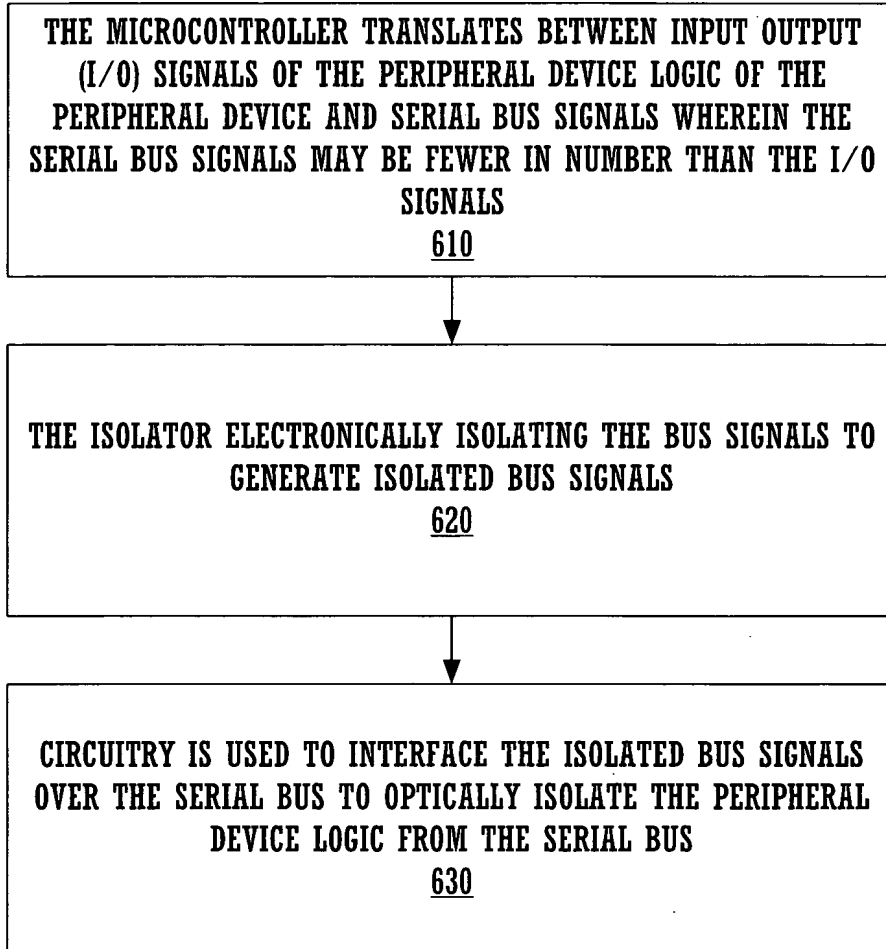 THE MICROCONTROLLER TRANSLATES BETWEEN INPUT OUTPUT
(I/O) SIGNALS OF THE PERIPHERAL DEVICE LOGIC OF THE
PERIPHERAL DEVICE AND SERIAL BUS SIGNALS WHEREIN THE
SERIAL BUS SIGNALS MAY BE FEWER IN NUMBER THAN THE I/O
SIGNALS
610
THE ISOLATOR ELECTRONICALLY ISOLATING THE BUS SIGNALS TO
GENERATE ISOLATED BUS SIGNALS
620
CIRCUITRY IS USED TO INTERFACE THE ISOLATED BUS SIGNALS
OVER THE SERIAL BUS TO OPTICALLY ISOLATE THE PERIPHERAL
DEVICE LOGIC FROM THE SERIAL BUS
630